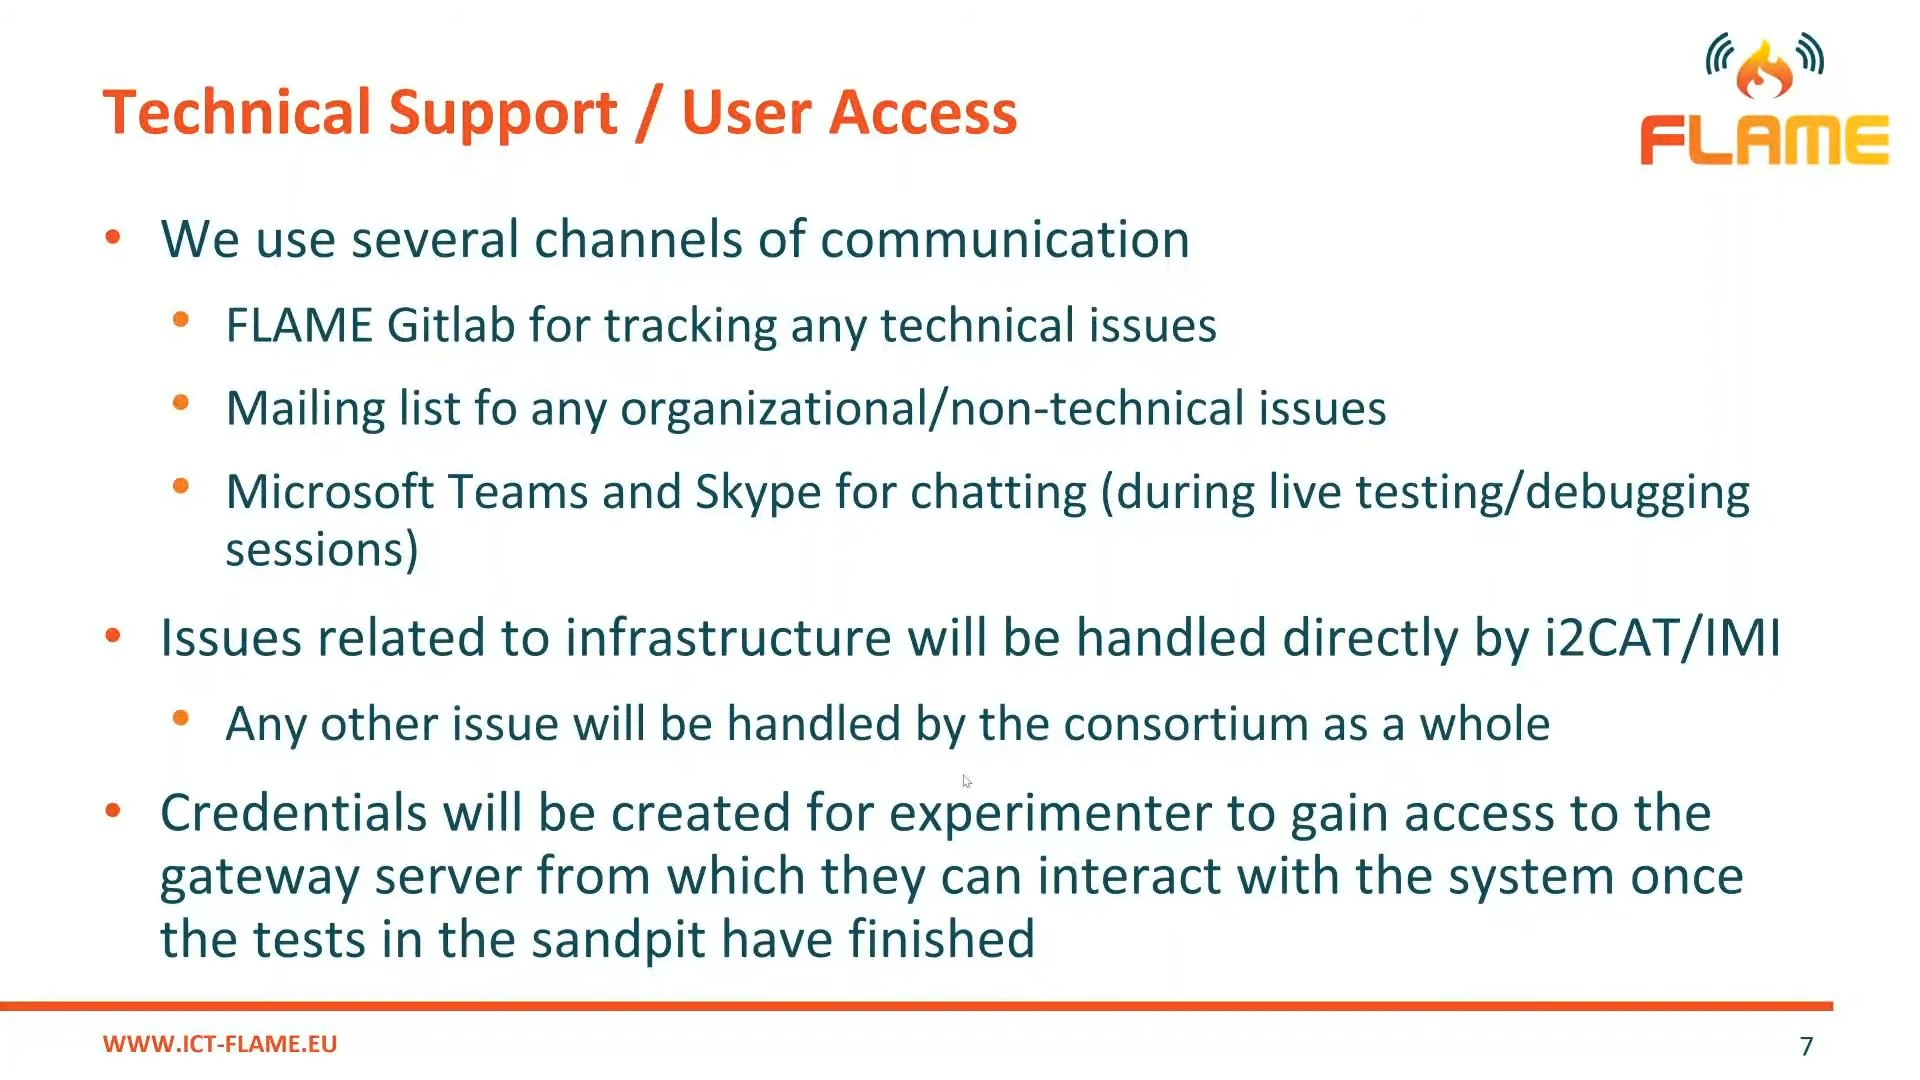 Technical Support / User Access
FLAME
• We use several channels of communication
• FLAME Gitlab for tracking any technical issues
• Mailing list fo any organizational/non-technical issues
• Microsoft Teams and Skype for chatting (during live testing/debugging
sessions)
• Issues related to infrastructure will be handled directly by i2CAT/IMI
• Any other issue will be handled by the consortium as a whole
• Credentials will be created for experimenter to gain access to the
gateway server from which they can interact with the system once
the tests in the sandpit have finished
WWW.ICT-FLAME.EU
7